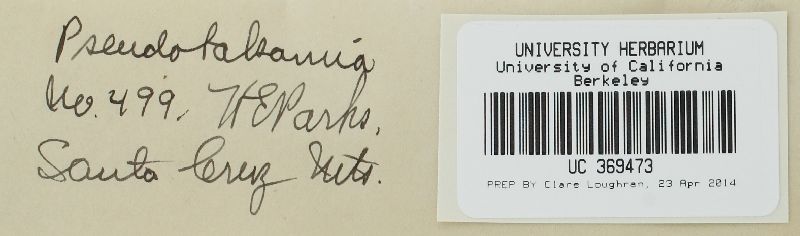 Pseudobalsamia
No. 499. H E Parks,
Santa Cruz Mts.
UNIVERSITY HERBARIUM
University of California
Berkeley
UC 369473
PREP BY Clare Loughran, 23 Apr 2014